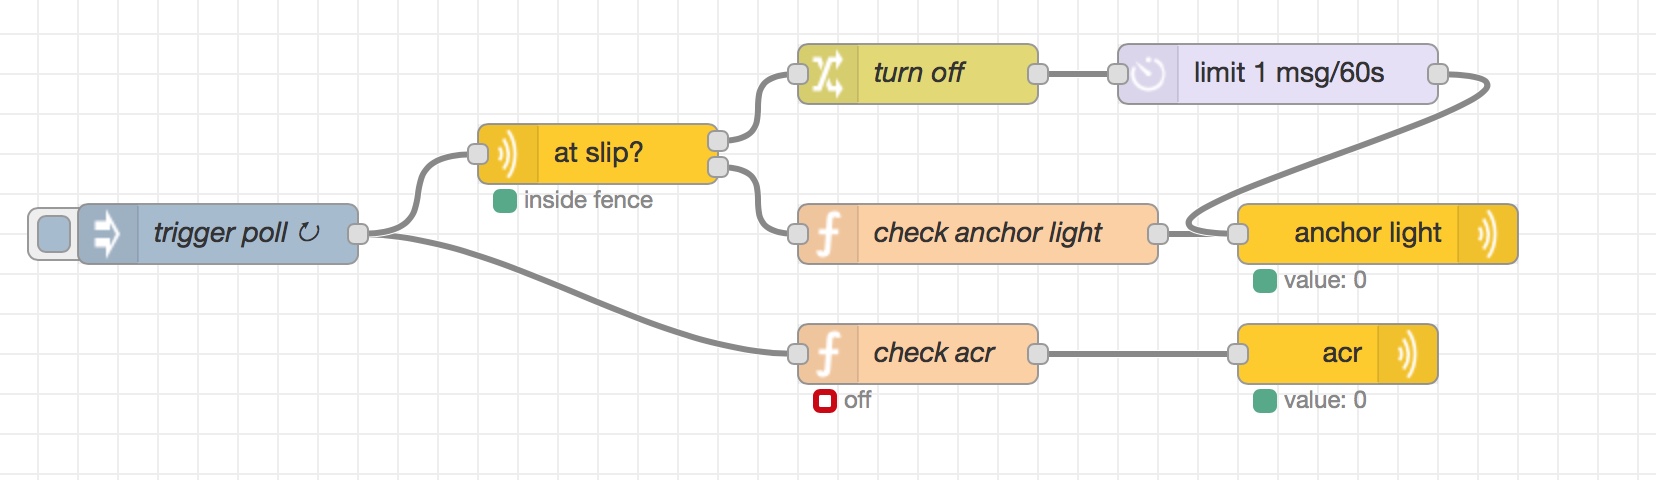 turn off
limit 1 msg/60s
at slip?
inside fence
trigger poll ↻
check anchor light
anchor light
value: 0
check acr
acr
off
value: 0